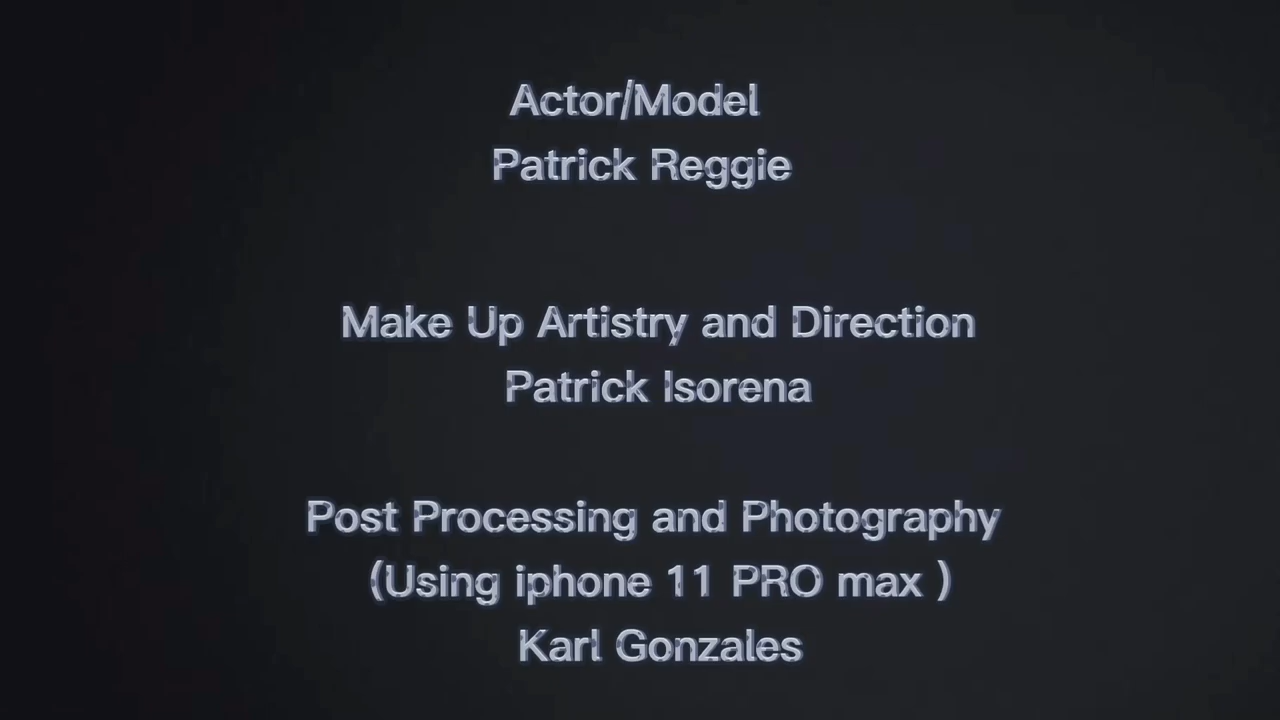 Actor/Model
Patrick Reggie
Make Up Artistry and Direction
Patrick Isorena
Post Processing and Photography
(Using iphone 11 PRO max )
Karl Gonzales